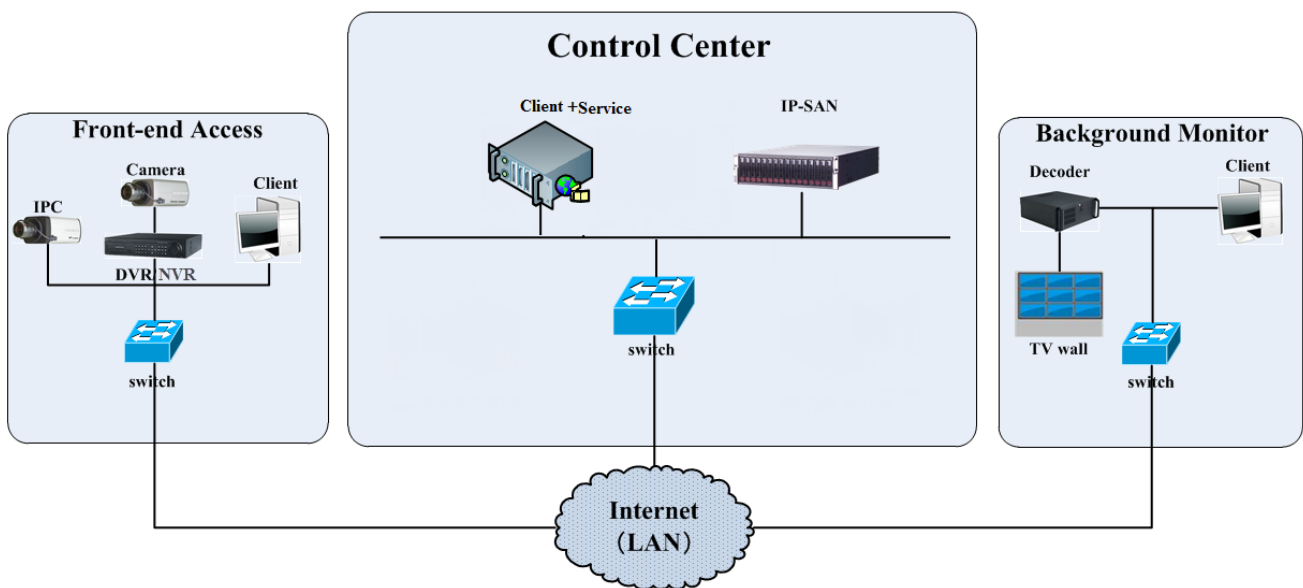 Control Center
Client +Service
IP-SAN
Front-end Access
Camera
Client
IPC
DVR/NVR
switch
switch
Background Monitor
Decoder
Client
TV wall
switch
Internet
（LAN）